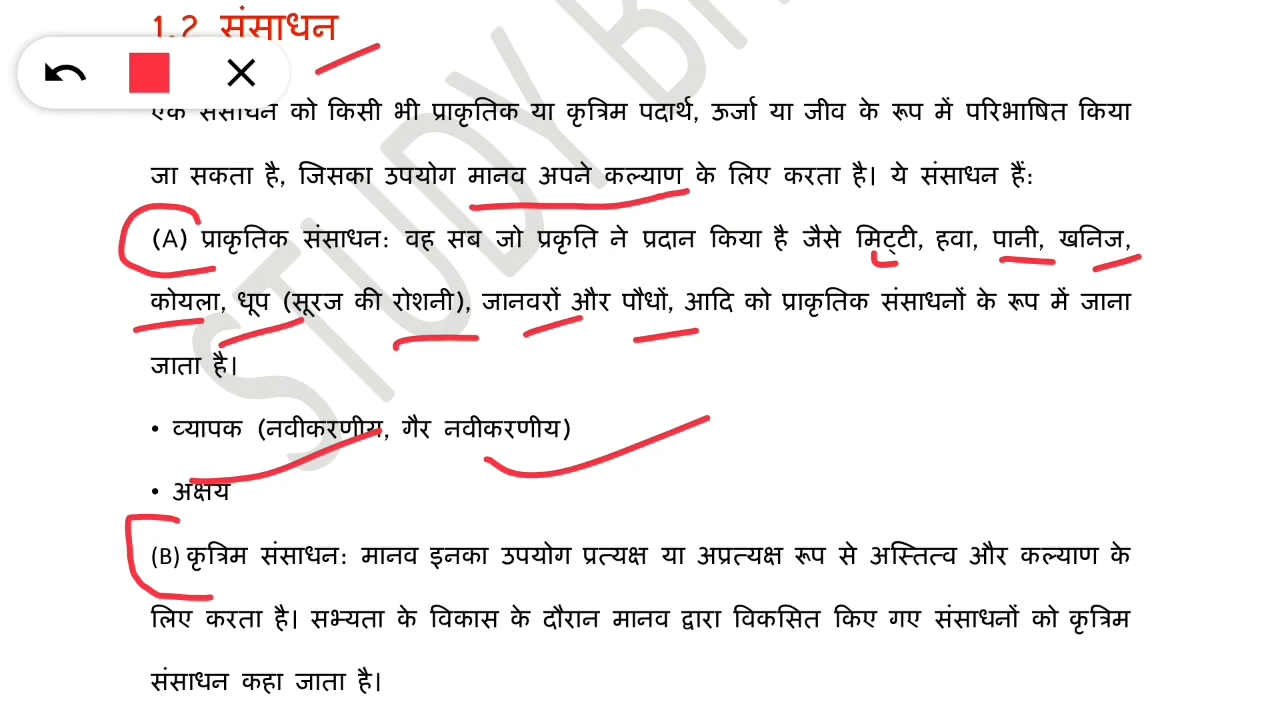 1.2 संसाधन
एक संसाधन को किसी भी प्राकृतिक या कृत्रिम पदार्थ, ऊर्जा या जीव के रूप में परिभाषित किया
जा सकता है, जिसका उपयोग मानव अपने कल्याण के लिए करता है। ये संसाधन हैं:
(A) प्राकृतिक संसाधन: वह सब जो प्रकृति ने प्रदान किया है जैसे मिट्टी, हवा, पानी, खनिज,
कोयला, धूप (सूरज की रोशनी), जानवरों और पौधों, आदि को प्राकृतिक संसाधनों के रूप में जाना
जाता है।
• व्यापक (नवीकरणीय, गैर नवीकरणीय)
• अक्षय
(B) कृत्रिम संसाधन: मानव इनका उपयोग प्रत्यक्ष या अप्रत्यक्ष रूप से अस्तित्व और कल्याण के
लिए करता है। सभ्यता के विकास के दौरान मानव द्वारा विकसित किए गए संसाधनों को कृत्रिम
संसाधन कहा जाता है।
STUDY